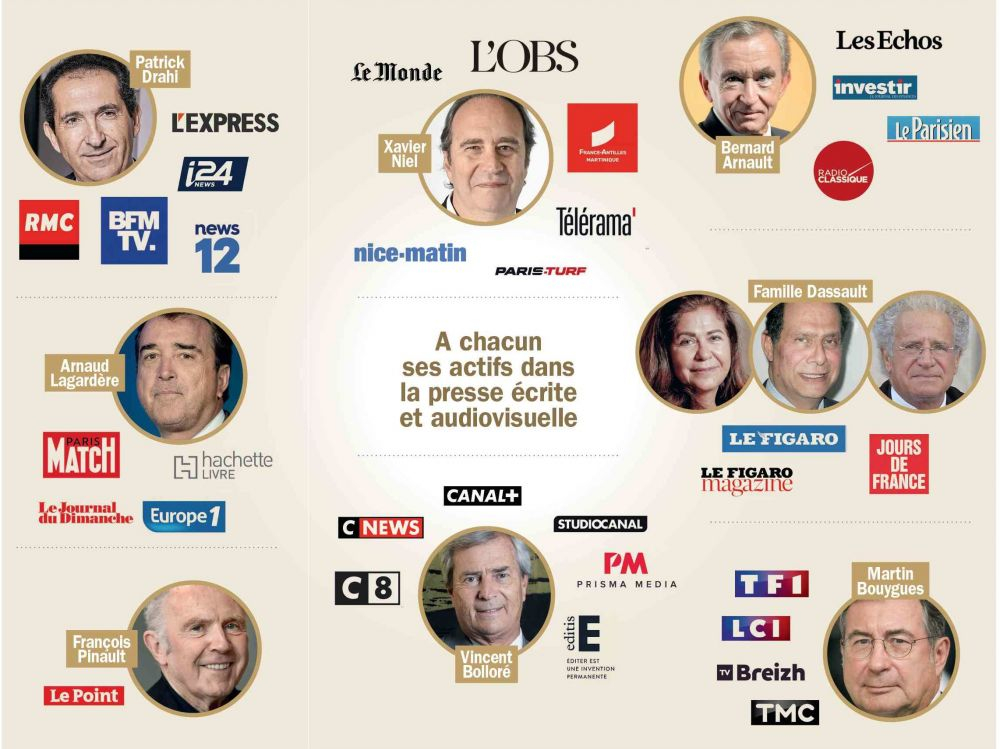 Patrick
Drahi
L'EXPRESS
i24
NEWS
RMC
BFM
TV.
news
12
Le Monde
L'OBS
Xavier
Niel
FRANCE-ANTILLES
MARTINIQUE
Télérama'
nice-matin
PARIS-TURF
Bernard
Arnault
Les Echos
investir
Le Parisien
RADIO
CLASSIQUE
Arnaud
Lagardère
PARIS
MATCH
hachette
LIVRE
Le Journal
du Dimanche
Europe 1
A chacun
ses actifs dans
la presse écrite
et audiovisuelle
Famille Dassault
LE FIGARO
LE FIGARO
magazine
JOURS
DE
FRANCE
François
Pinault
Le Point
CANAL+
C NEWS
STUDIOCANAL
C 8
PM
PRISMA MEDIA
Vincent
Bolloré
editis
E
ÉDITER EST
UNE INVENTION
PERMANENTE
Martin
Bouygues
TF1
LCI
TV Breizh
TMC